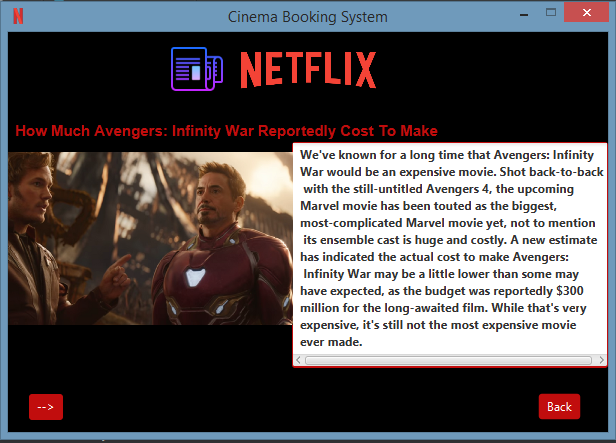 N
Cinema Booking System
NETFLIX
How Much Avengers: Infinity War Reportedly Cost To Make
We've known for a long time that Avengers: Infinity
War would be an expensive movie. Shot back-to-back
with the still-untitled Avengers 4, the upcoming
Marvel movie has been touted as the biggest,
most-complicated Marvel movie yet, not to mention
its ensemble cast is huge and costly. A new estimate
has indicated the actual cost to make Avengers:
Infinity War may be a little lower than some may
have expected, as the budget was reportedly $300
million for the long-awaited film. While that's very
expensive, it's still not the most expensive movie
ever made.
-->
Back